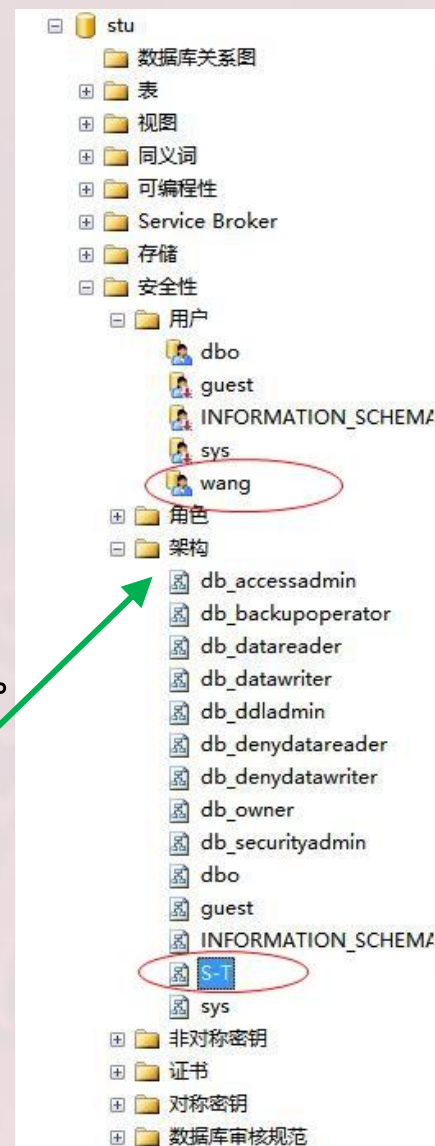 stu
数据库关系图
表
视图
同义词
可编程性
Service Broker
存储
安全性
用户
dbo
guest
INFORMATION_SCHEMA
sys
wang
角色
架构
db_accessadmin
db_backupoperator
db_datareader
db_datawriter
db_ddladmin
db_denydatareader
db_denydatawriter
db_owner
db_securityadmin
dbo
guest
INFORMATION_SCHEMA
S-T
sys
非对称密钥
证书
对称密钥
数据库审核规范